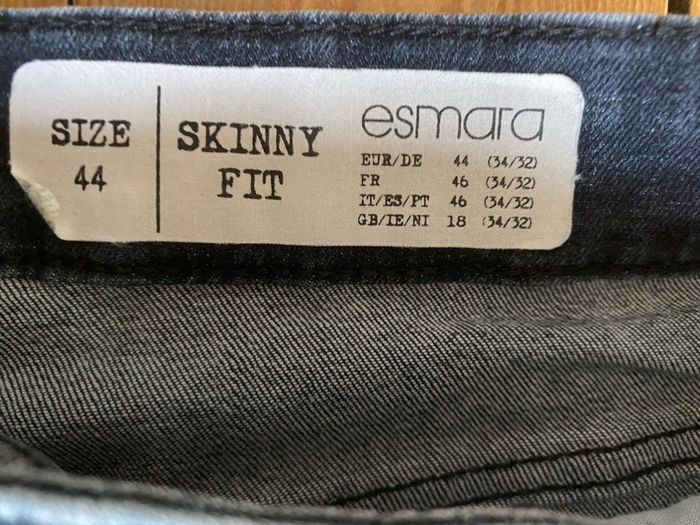 SIZE
44
SKINNY
FIT
esmara
EUR/DE 44 (34/32)
FR 46 (34/32)
IT/ES/PT 46 (34/32)
GB/IE/NI 18 (34/32)